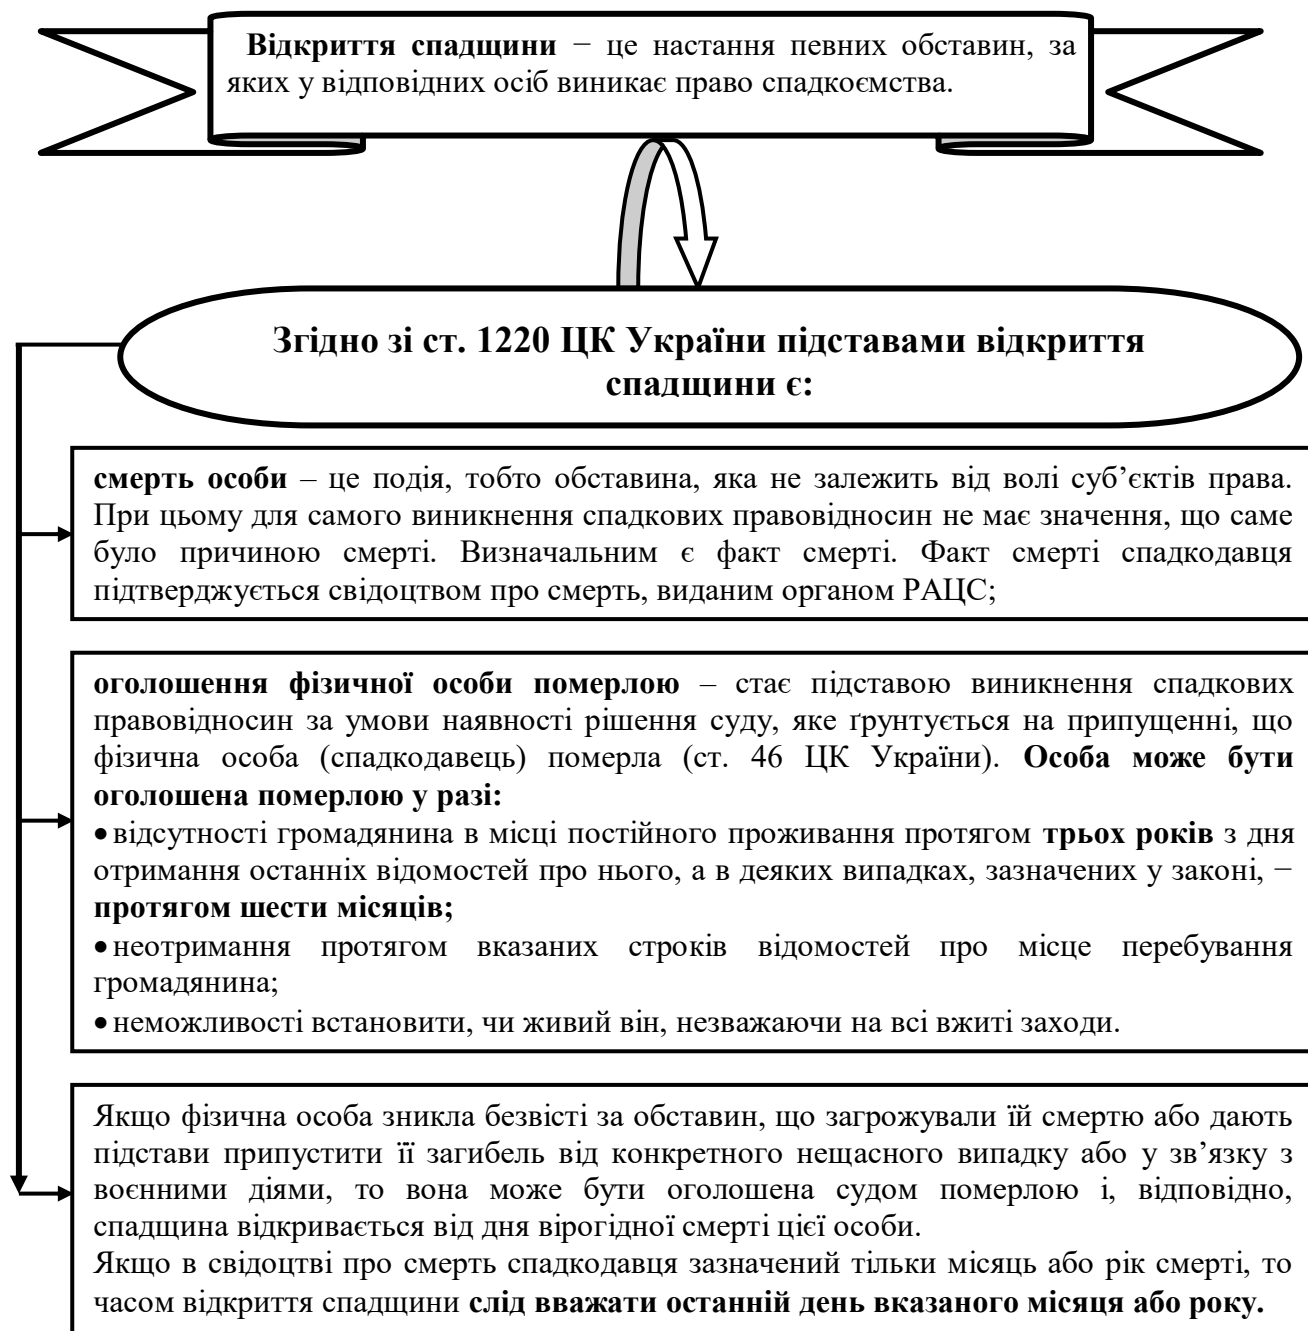 Відкриття спадщини − це настання певних обставин, за
яких у відповідних осіб виникає право спадкоємства.
Згідно зі ст. 1220 ЦК України підставами відкриття
спадщини є:
смерть особи – це подія, тобто обставина, яка не залежить від волі суб’єктів права.
При цьому для самого виникнення спадкових правовідносин не має значення, що саме
було причиною смерті. Визначальним є факт смерті. Факт смерті спадкодавця
підтверджується свідоцтвом про смерть, виданим органом РАЦС;
оголошення фізичної особи померлою – стає підставою виникнення спадкових
правовідносин за умови наявності рішення суду, яке ґрунтується на припущенні, що
фізична особа (спадкодавець) померла (ст. 46 ЦК України). Особа може бути
оголошена померлою у разі:
• відсутності громадянина в місці постійного проживання протягом трьох років з дня
отримання останніх відомостей про нього, а в деяких випадках, зазначених у законі, −
протягом шести місяців;
• неотримання протягом вказаних строків відомостей про місце перебування
громадянина;
• неможливості встановити, чи живий він, незважаючи на всі вжиті заходи.
Якщо фізична особа зникла безвісті за обставин, що загрожували їй смертю або дають
підстави припустити її загибель від конкретного нещасного випадку або у зв’язку з
воєнними діями, то вона може бути оголошена судом померлою і, відповідно,
спадщина відкривається від дня вірогідної смерті цієї особи.
Якщо в свідоцтві про смерть спадкодавця зазначений тільки місяць або рік смерті, то
часом відкриття спадщини слід вважати останній день вказаного місяця або року.